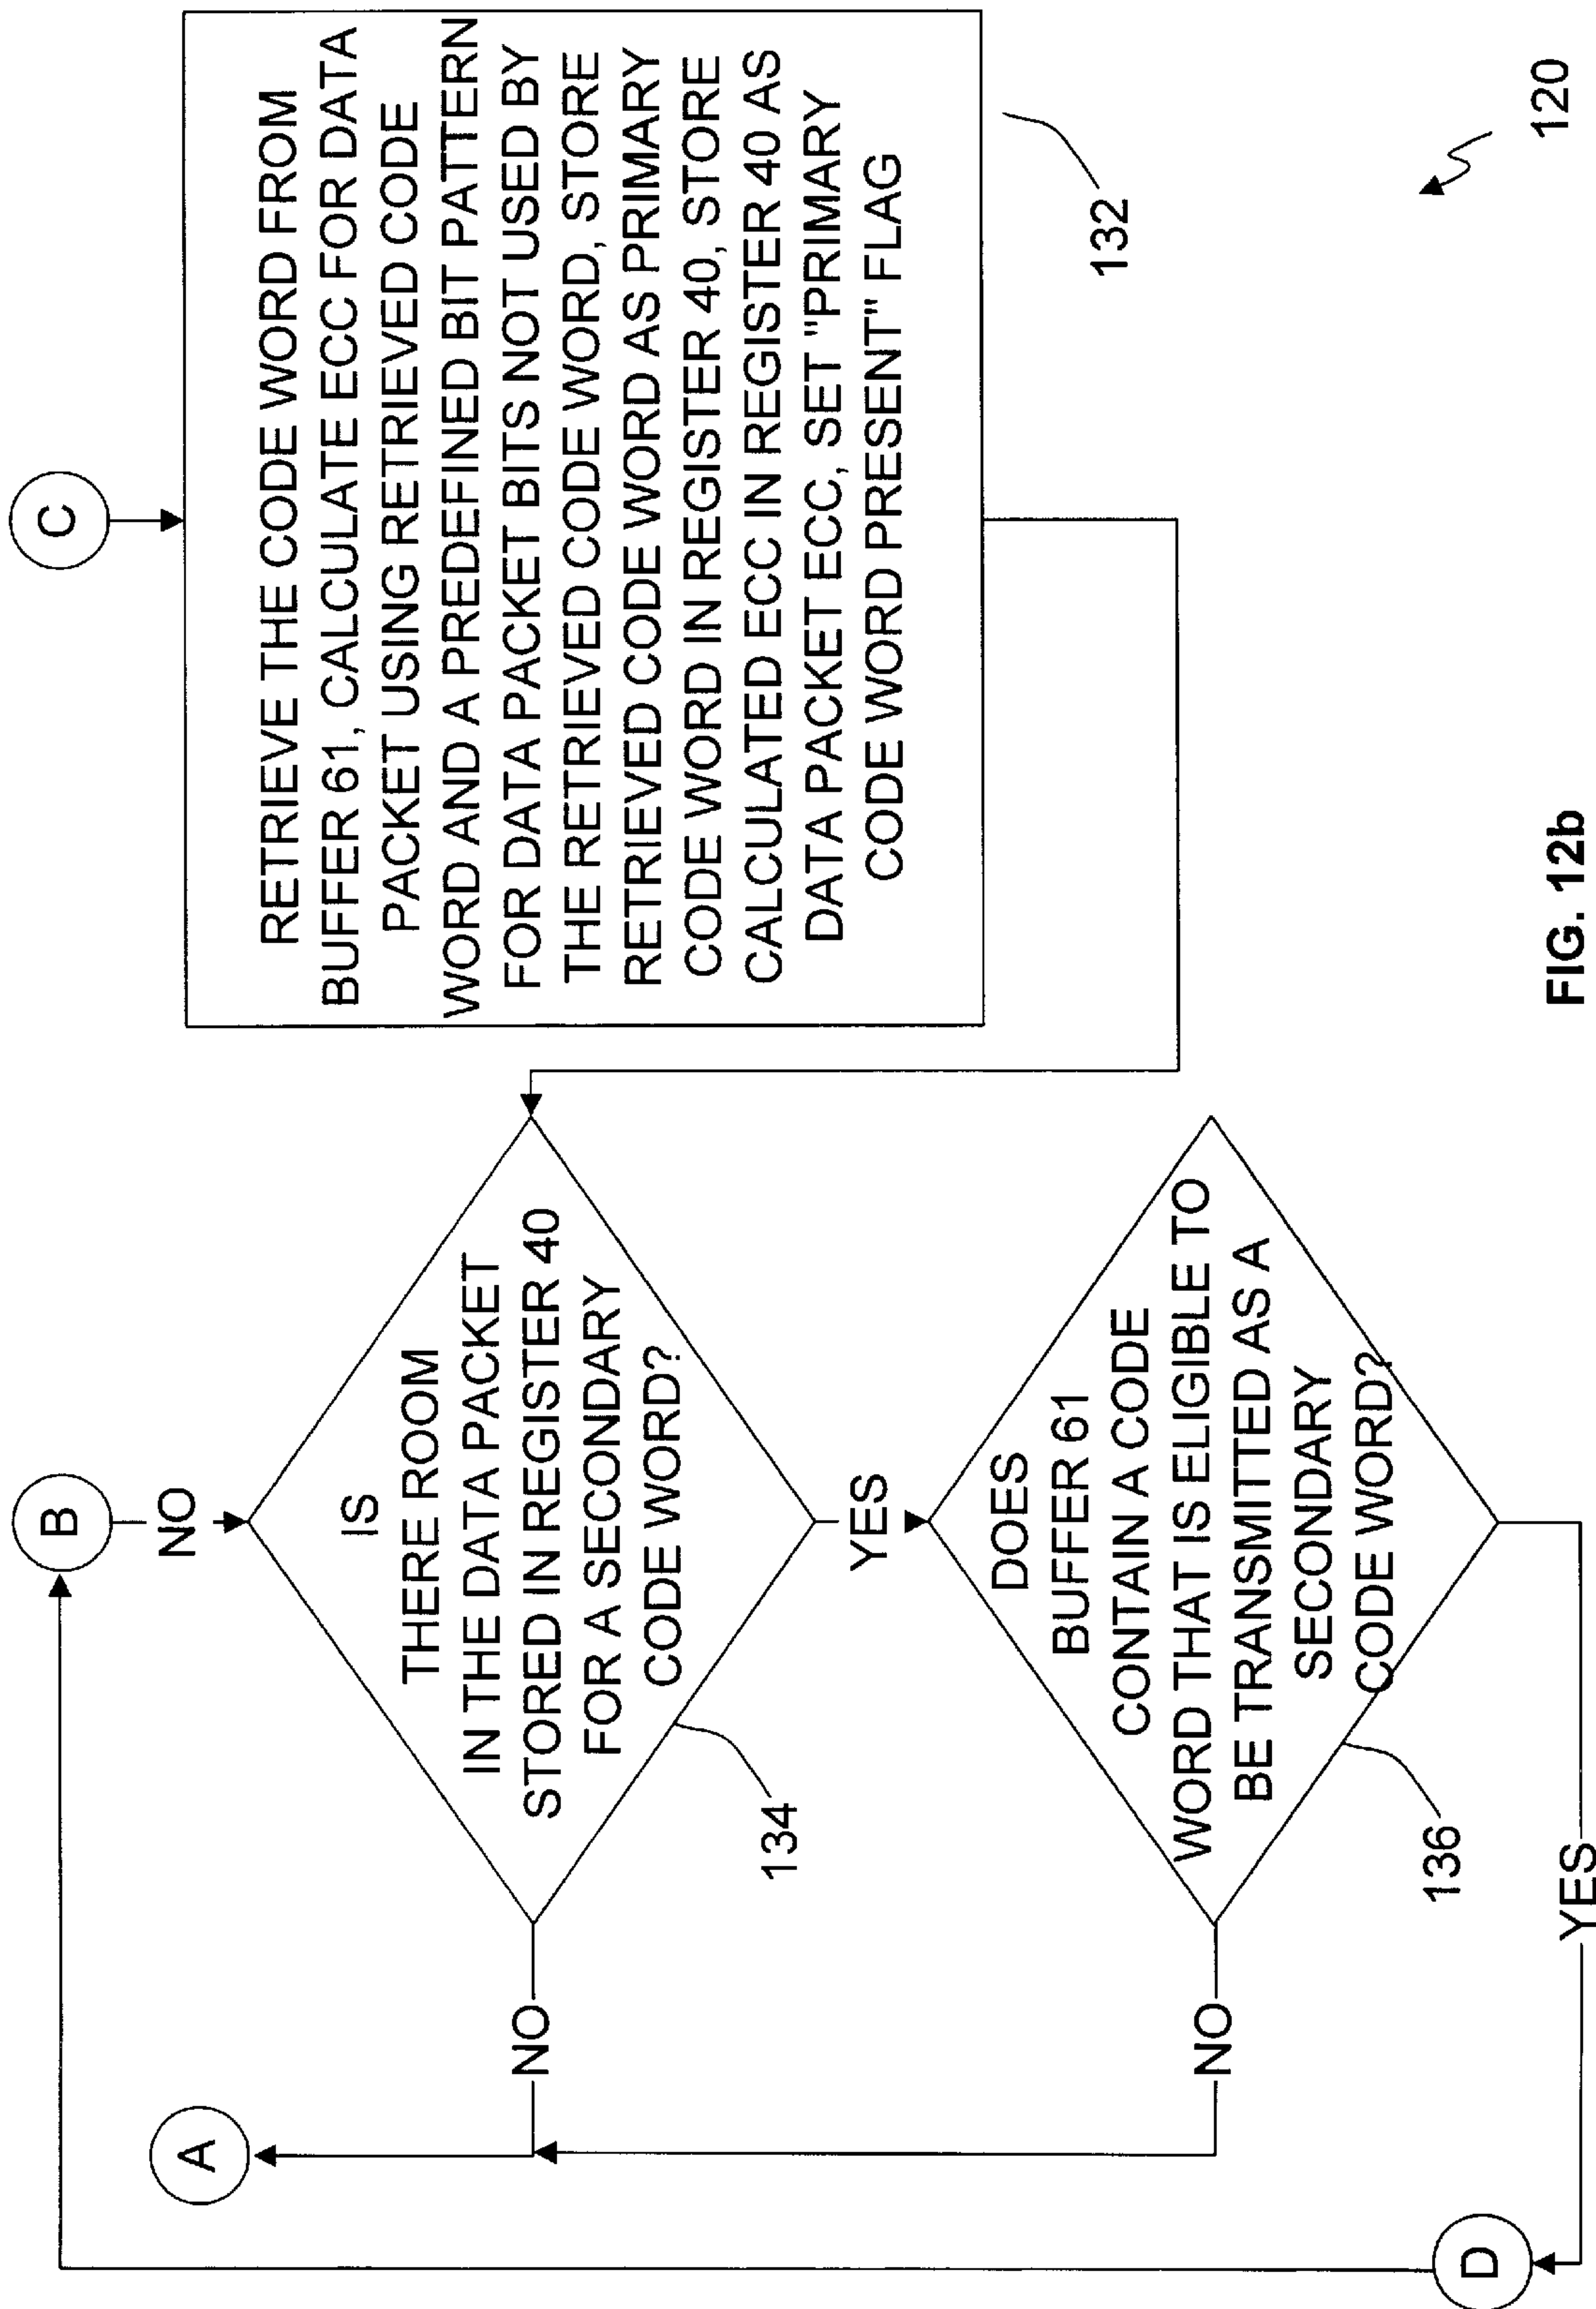 B
C
NO
RETRIEVE THE CODE WORD FROM
BUFFER 61, CALCULATE ECC FOR DATA
PACKET USING RETRIEVED CODE
WORD AND A PREDEFINED BIT PATTERN
FOR DATA PACKET BITS NOT USED BY
THE RETRIEVED CODE WORD, STORE
RETRIEVED CODE WORD AS PRIMARY
CODE WORD IN REGISTER 40, STORE
CALCULATED ECC IN REGISTER 40 AS
DATA PACKET ECC, SET "PRIMARY
CODE WORD PRESENT" FLAG
132
A
IS
THERE ROOM
IN THE DATA PACKET
STORED IN REGISTER 40
FOR A SECONDARY
CODE WORD?
NO
134
YES
DOES
BUFFER 61
CONTAIN A CODE
WORD THAT IS ELIGIBLE TO
BE TRANSMITTED AS A
SECONDARY
CODE WORD?
NO
136
D
YES
120
FIG. 12b